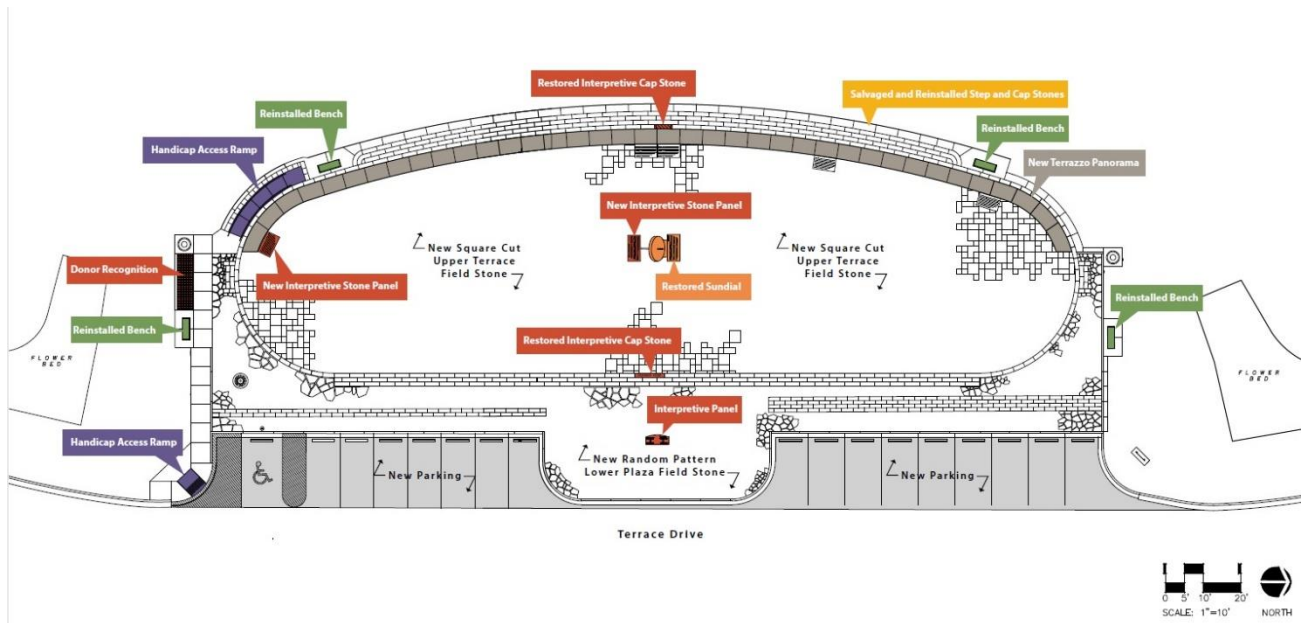 Restored Interpretive Cap Stone
Salvaged and Reinstalled Step and Cap Stones
Reinstalled Bench
Reinstalled Bench
Handicap Access Ramp
New Terrazzo Panorama
New Interpretive Stone Panel
New Square Cut
Upper Terrace
Field Stone
New Square Cut
Upper Terrace
Field Stone
Donor Recognition
New Interpretive Stone Panel
Restored Sundial
Reinstalled Bench
Reinstalled Bench
Restored Interpretive Cap Stone
FLOWER
BED
FLOWER
BED
Interpretive Panel
Handicap Access Ramp
New Parking
New Random Pattern
Lower Plaza Field Stone
New Parking
Terrace Drive
0 5' 10' 20'
SCALE: 1"=10'
NORTH